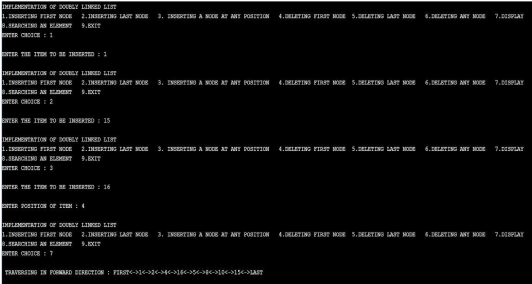 IMPLEMENTATION OF DOUBLY LINKED LIST
1.INSERTING FIRST NODE 2.INSERTING LAST NODE 3. INSERTING A NODE AT ANY POSITION 4.DELETING FIRST NODE 5.DELETING LAST NODE 6.DELETING ANY NODE 7.DISPLAY
8.SEARCHING AN ELEMENT 9.EXIT
ENTER CHOICE : 1
ENTER THE ITEM TO BE INSERTED : 1
IMPLEMENTATION OF DOUBLY LINKED LIST
1.INSERTING FIRST NODE 2.INSERTING LAST NODE 3. INSERTING A NODE AT ANY POSITION 4.DELETING FIRST NODE 5.DELETING LAST NODE 6.DELETING ANY NODE 7.DISPLAY
8.SEARCHING AN ELEMENT 9.EXIT
ENTER CHOICE : 2
ENTER THE ITEM TO BE INSERTED : 15
IMPLEMENTATION OF DOUBLY LINKED LIST
1.INSERTING FIRST NODE 2.INSERTING LAST NODE 3. INSERTING A NODE AT ANY POSITION 4.DELETING FIRST NODE 5.DELETING LAST NODE 6.DELETING ANY NODE 7.DISPLAY
8.SEARCHING AN ELEMENT 9.EXIT
ENTER CHOICE : 3
ENTER THE ITEM TO BE INSERTED : 16
ENTER POSITION OF ITEM : 4
IMPLEMENTATION OF DOUBLY LINKED LIST
1.INSERTING FIRST NODE 2.INSERTING LAST NODE 3. INSERTING A NODE AT ANY POSITION 4.DELETING FIRST NODE 5.DELETING LAST NODE 6.DELETING ANY NODE 7.DISPLAY
8.SEARCHING AN ELEMENT 9.EXIT
ENTER CHOICE : 7
TRAVERSING IN FORWARD DIRECTION : FIRST<->1<->2<->4<->16<->5<->8<->10<->15<->LAST